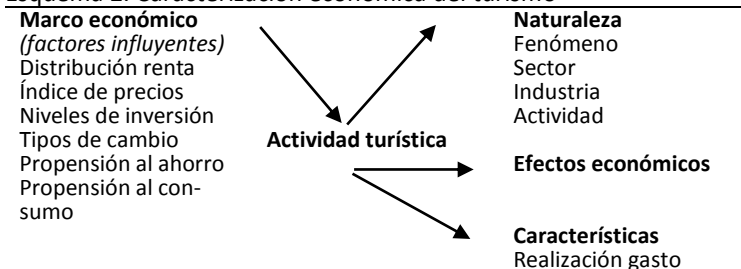 Marco económico
(factores influyentes)
Distribución renta
Índice de precios
Niveles de inversión
Tipos de cambio
Propensión al ahorro
Propensión al con-
sumo
Actividad turística
Naturaleza
Fenómeno
Sector
Industria
Actividad
Efectos económicos
Características
Realización gasto